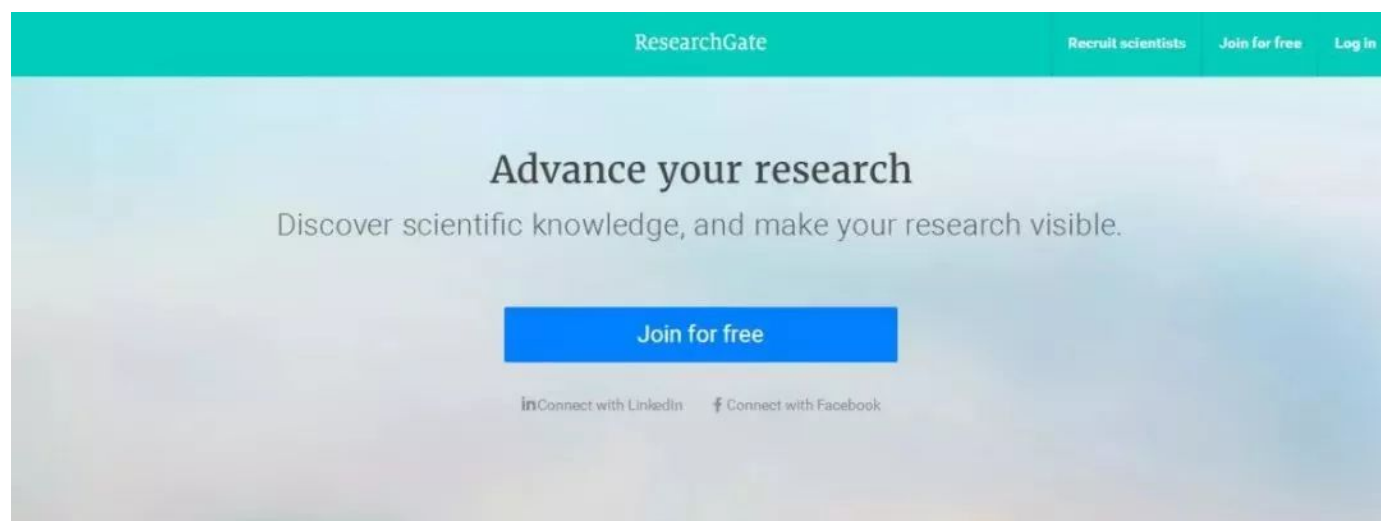 ResearchGate
Recruit scientists
Join for free
Log in
Advance your research
Discover scientific knowledge, and make your research visible.
Join for free
in Connect with LinkedIn
f Connect with Facebook